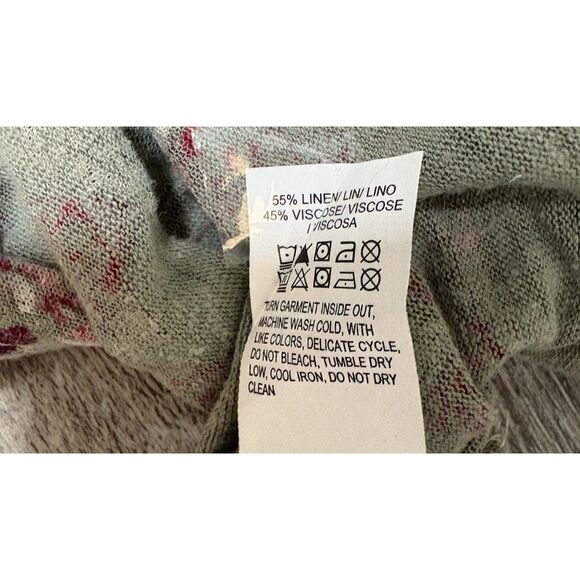 55% LINEN/ LIN/ LINO
45% VISCOSE/ VISCOSE
/ VISCOSA
TURN GARMENT INSIDE OUT,
MACHINE WASH COLD, WITH
LIKE COLORS, DELICATE CYCLE,
DO NOT BLEACH, TUMBLE DRY
LOW, COOL IRON, DO NOT DRY
CLEAN